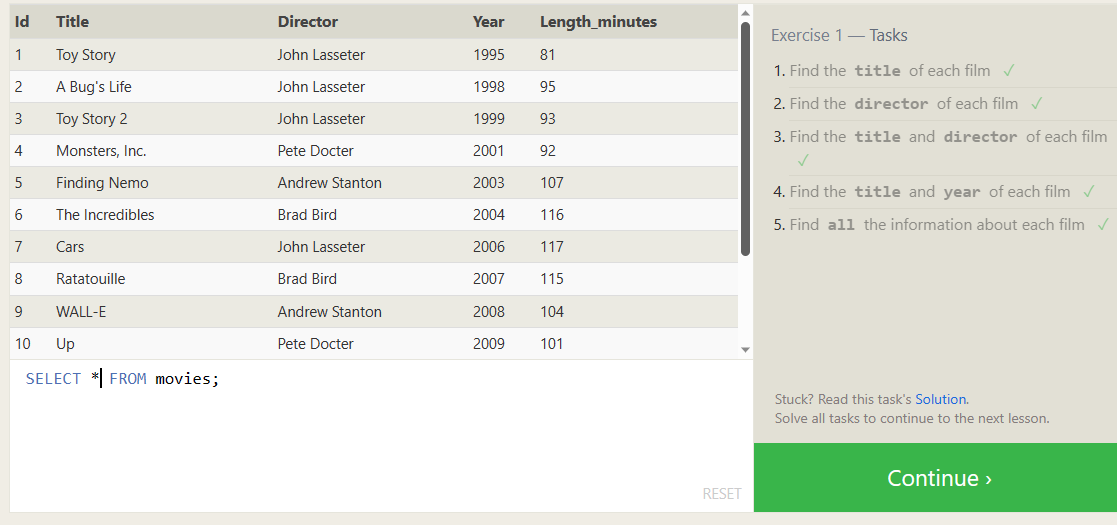 Id Title Director Year Length_minutes
1 Toy Story John Lasseter 1995 81
2 A Bug's Life John Lasseter 1998 95
3 Toy Story 2 John Lasseter 1999 93
4 Monsters, Inc. Pete Docter 2001 92
5 Finding Nemo Andrew Stanton 2003 107
6 The Incredibles Brad Bird 2004 116
7 Cars John Lasseter 2006 117
8 Ratatouille Brad Bird 2007 115
9 WALL-E Andrew Stanton 2008 104
10 Up Pete Docter 2009 101
SELECT * FROM movies;
RESET
Exercise 1 — Tasks
1. Find the title of each film ✓
2. Find the director of each film ✓
3. Find the title and director of each film
✓
4. Find the title and year of each film ✓
5. Find all the information about each film ✓
Stuck? Read this task's Solution.
Solve all tasks to continue to the next lesson.
Continue ›